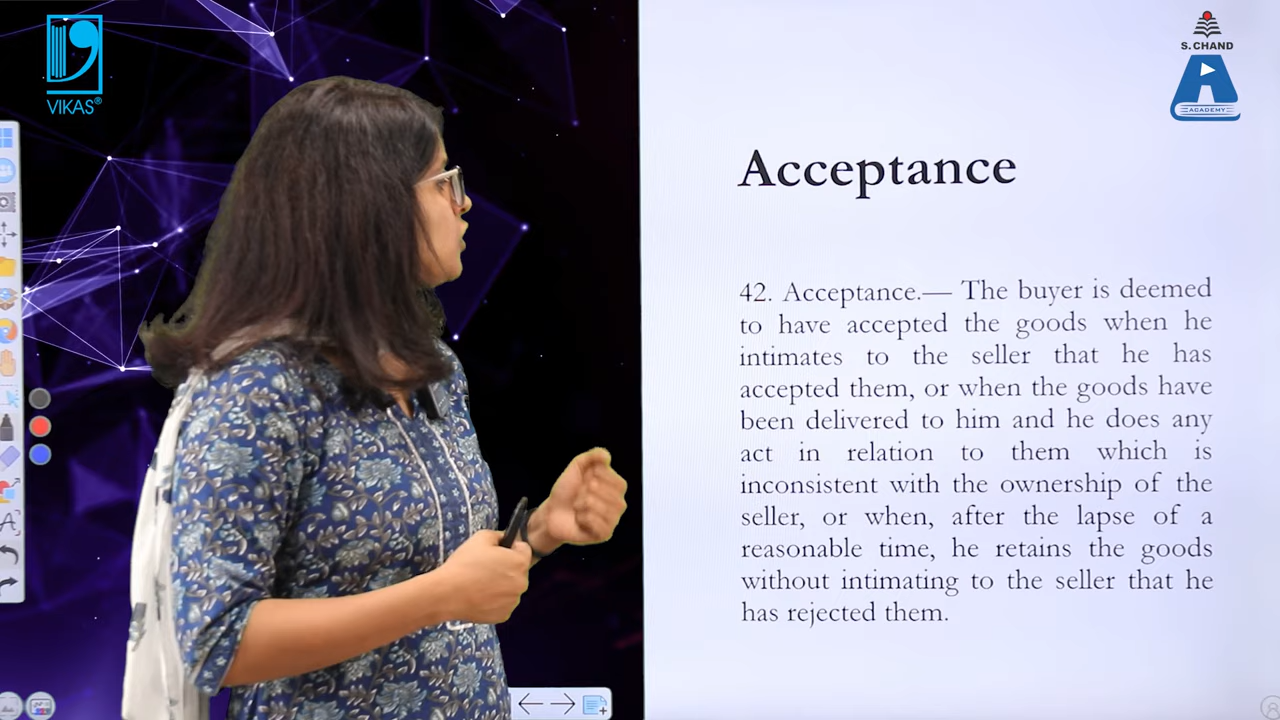 VIKAS®
S. CHAND
ACADEMY
Acceptance
42. Acceptance.— The buyer is deemed
to have accepted the goods when he
intimates to the seller that he has
accepted them, or when the goods have
been delivered to him and he does any
act in relation to them which is
inconsistent with the ownership of the
seller, or when, after the lapse of a
reasonable time, he retains the goods
without intimating to the seller that he
has rejected them.